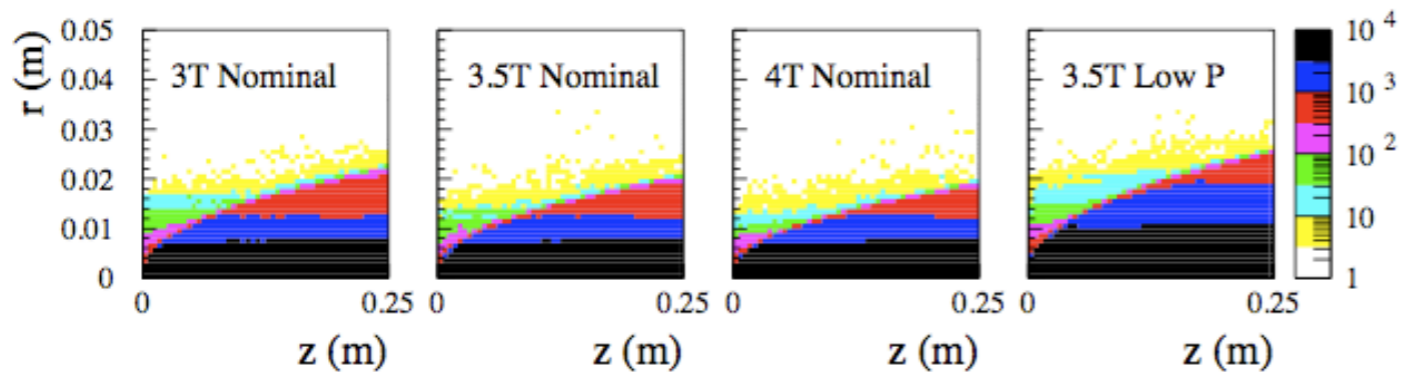 r (m)
0.05
0.04
0.03
0.02
0.01
0
3T Nominal
0 0.25
z (m)
3.5T Nominal
0 0.25
z (m)
4T Nominal
0 0.25
z (m)
3.5T Low P
0 0.25
z (m)
10 4
10 3
10 2
10
1